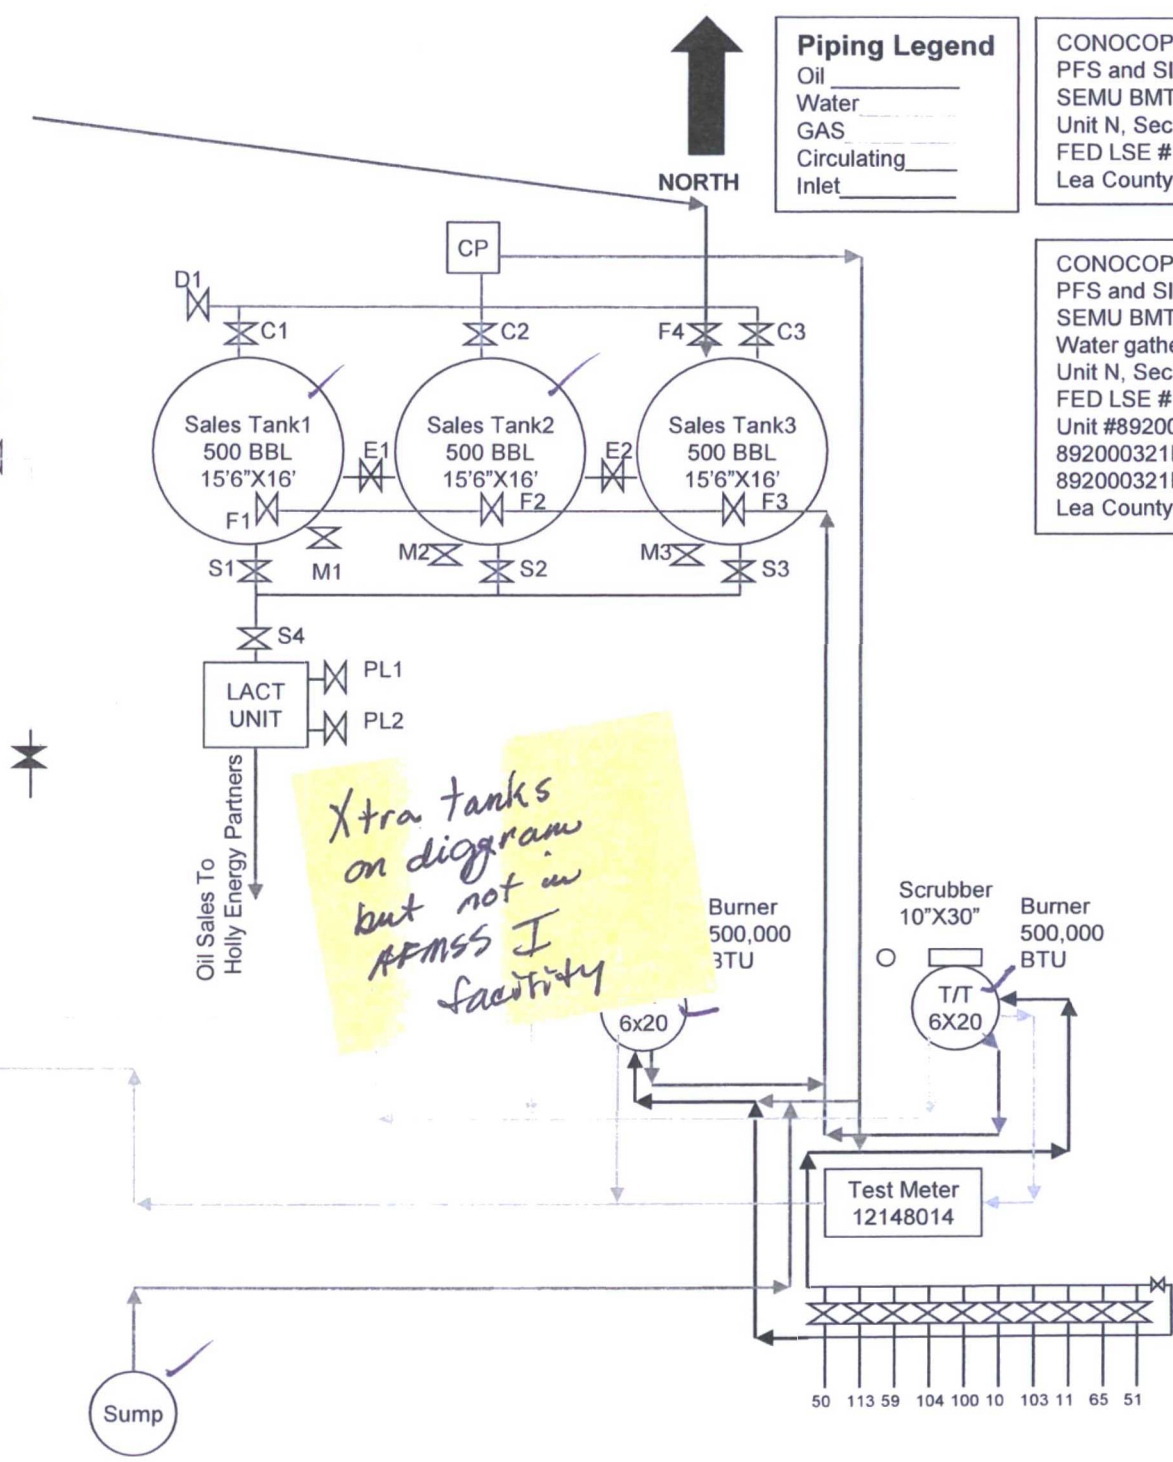 Piping Legend
Oil
Water
GAS
Circulating
Inlet
CONOCOP
PFS and SI
SEMU BMT
Unit N, Sec
FED LSE #
Lea County
NORTH
CONOCOP
PFS and SI
SEMU BMT
Water gathe
Unit N, Sec
FED LSE #
Unit #89200
892000321
892000321
Lea County
CP
D1
C1
C2
F4
C3
Sales Tank1
500 BBL
15'6"X16'
Sales Tank2
500 BBL
15'6"X16'
Sales Tank3
500 BBL
15'6"X16'
E1
E2
F1
F2
F3
M1
M2
M3
S1
S2
S3
S4
LACT
UNIT
PL1
PL2
Oil Sales To
Holly Energy Partners
Xtra tanks
on diggram
but not in
AFMSS I
facitity
Burner
500,000
BTU
6x20
Scrubber
10"X30"
Burner
500,000
BTU
T/T
6X20
Test Meter
12148014
50 113 59 104 100 10 103 11 65 51
Sump